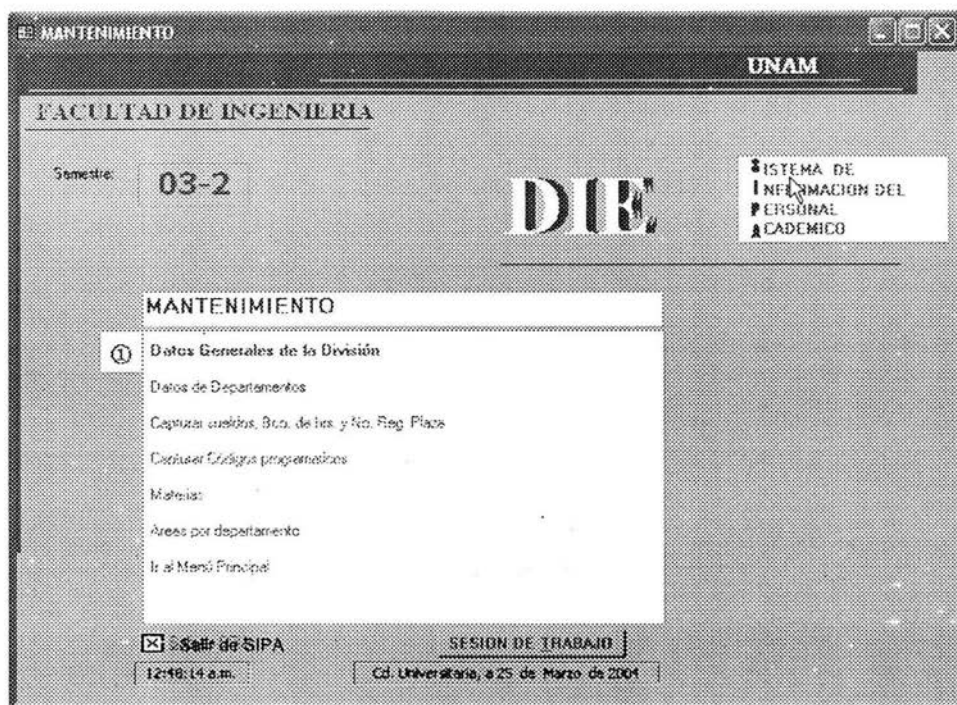 MANTENIMIENTO
UNAM
FACULTAD DE INGENIERIA
Semestre:
03-2
DIE
SISTEMA DE
INFORMACION DEL
PERSONAL
ACADEMICO
MANTENIMIENTO
① Datos Generales de la División
Datos de Departamentos
Capturar sueldos, Bco. de hrs. y No. Reg. Plaza
Capturar Códigos programaticos
Materias
Areas por departamento
Ir al Menú Principal
Salir de SIPA
SESION DE TRABAJO
12:48:14 a.m.
Cd. Universitaria, a 25 de Marzo de 2004